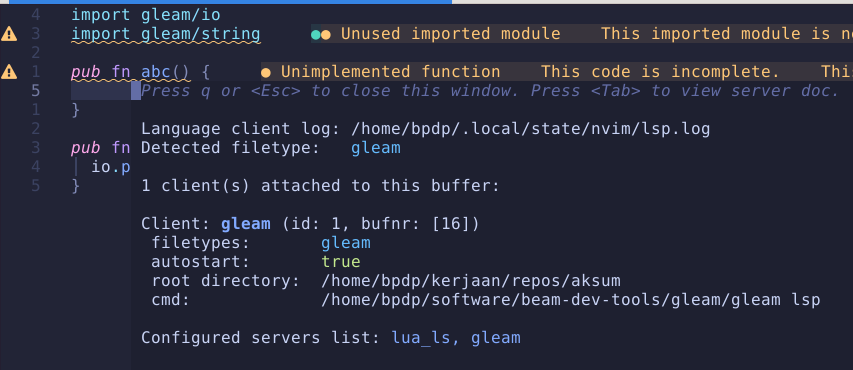 4 import gleam/io
3 import gleam/string Unused imported module This imported module is n
2
1 pub fn abc() { Unimplemented function This code is incomplete. Thi
5 Press q or <Esc> to close this window. Press <Tab> to view server doc.
1 }
2 Language client log: /home/bpdp/.local/state/nvim/lsp.log
3 pub fn Detected filetype: gleam
4 io.p
5 } 1 client(s) attached to this buffer:
Client: gleam (id: 1, bufnr: [16])
filetypes: gleam
autostart: true
root directory: /home/bpdp/kerjaan/repos/aksum
cmd: /home/bpdp/software/beam-dev-tools/gleam/gleam lsp
Configured servers list: lua_ls, gleam